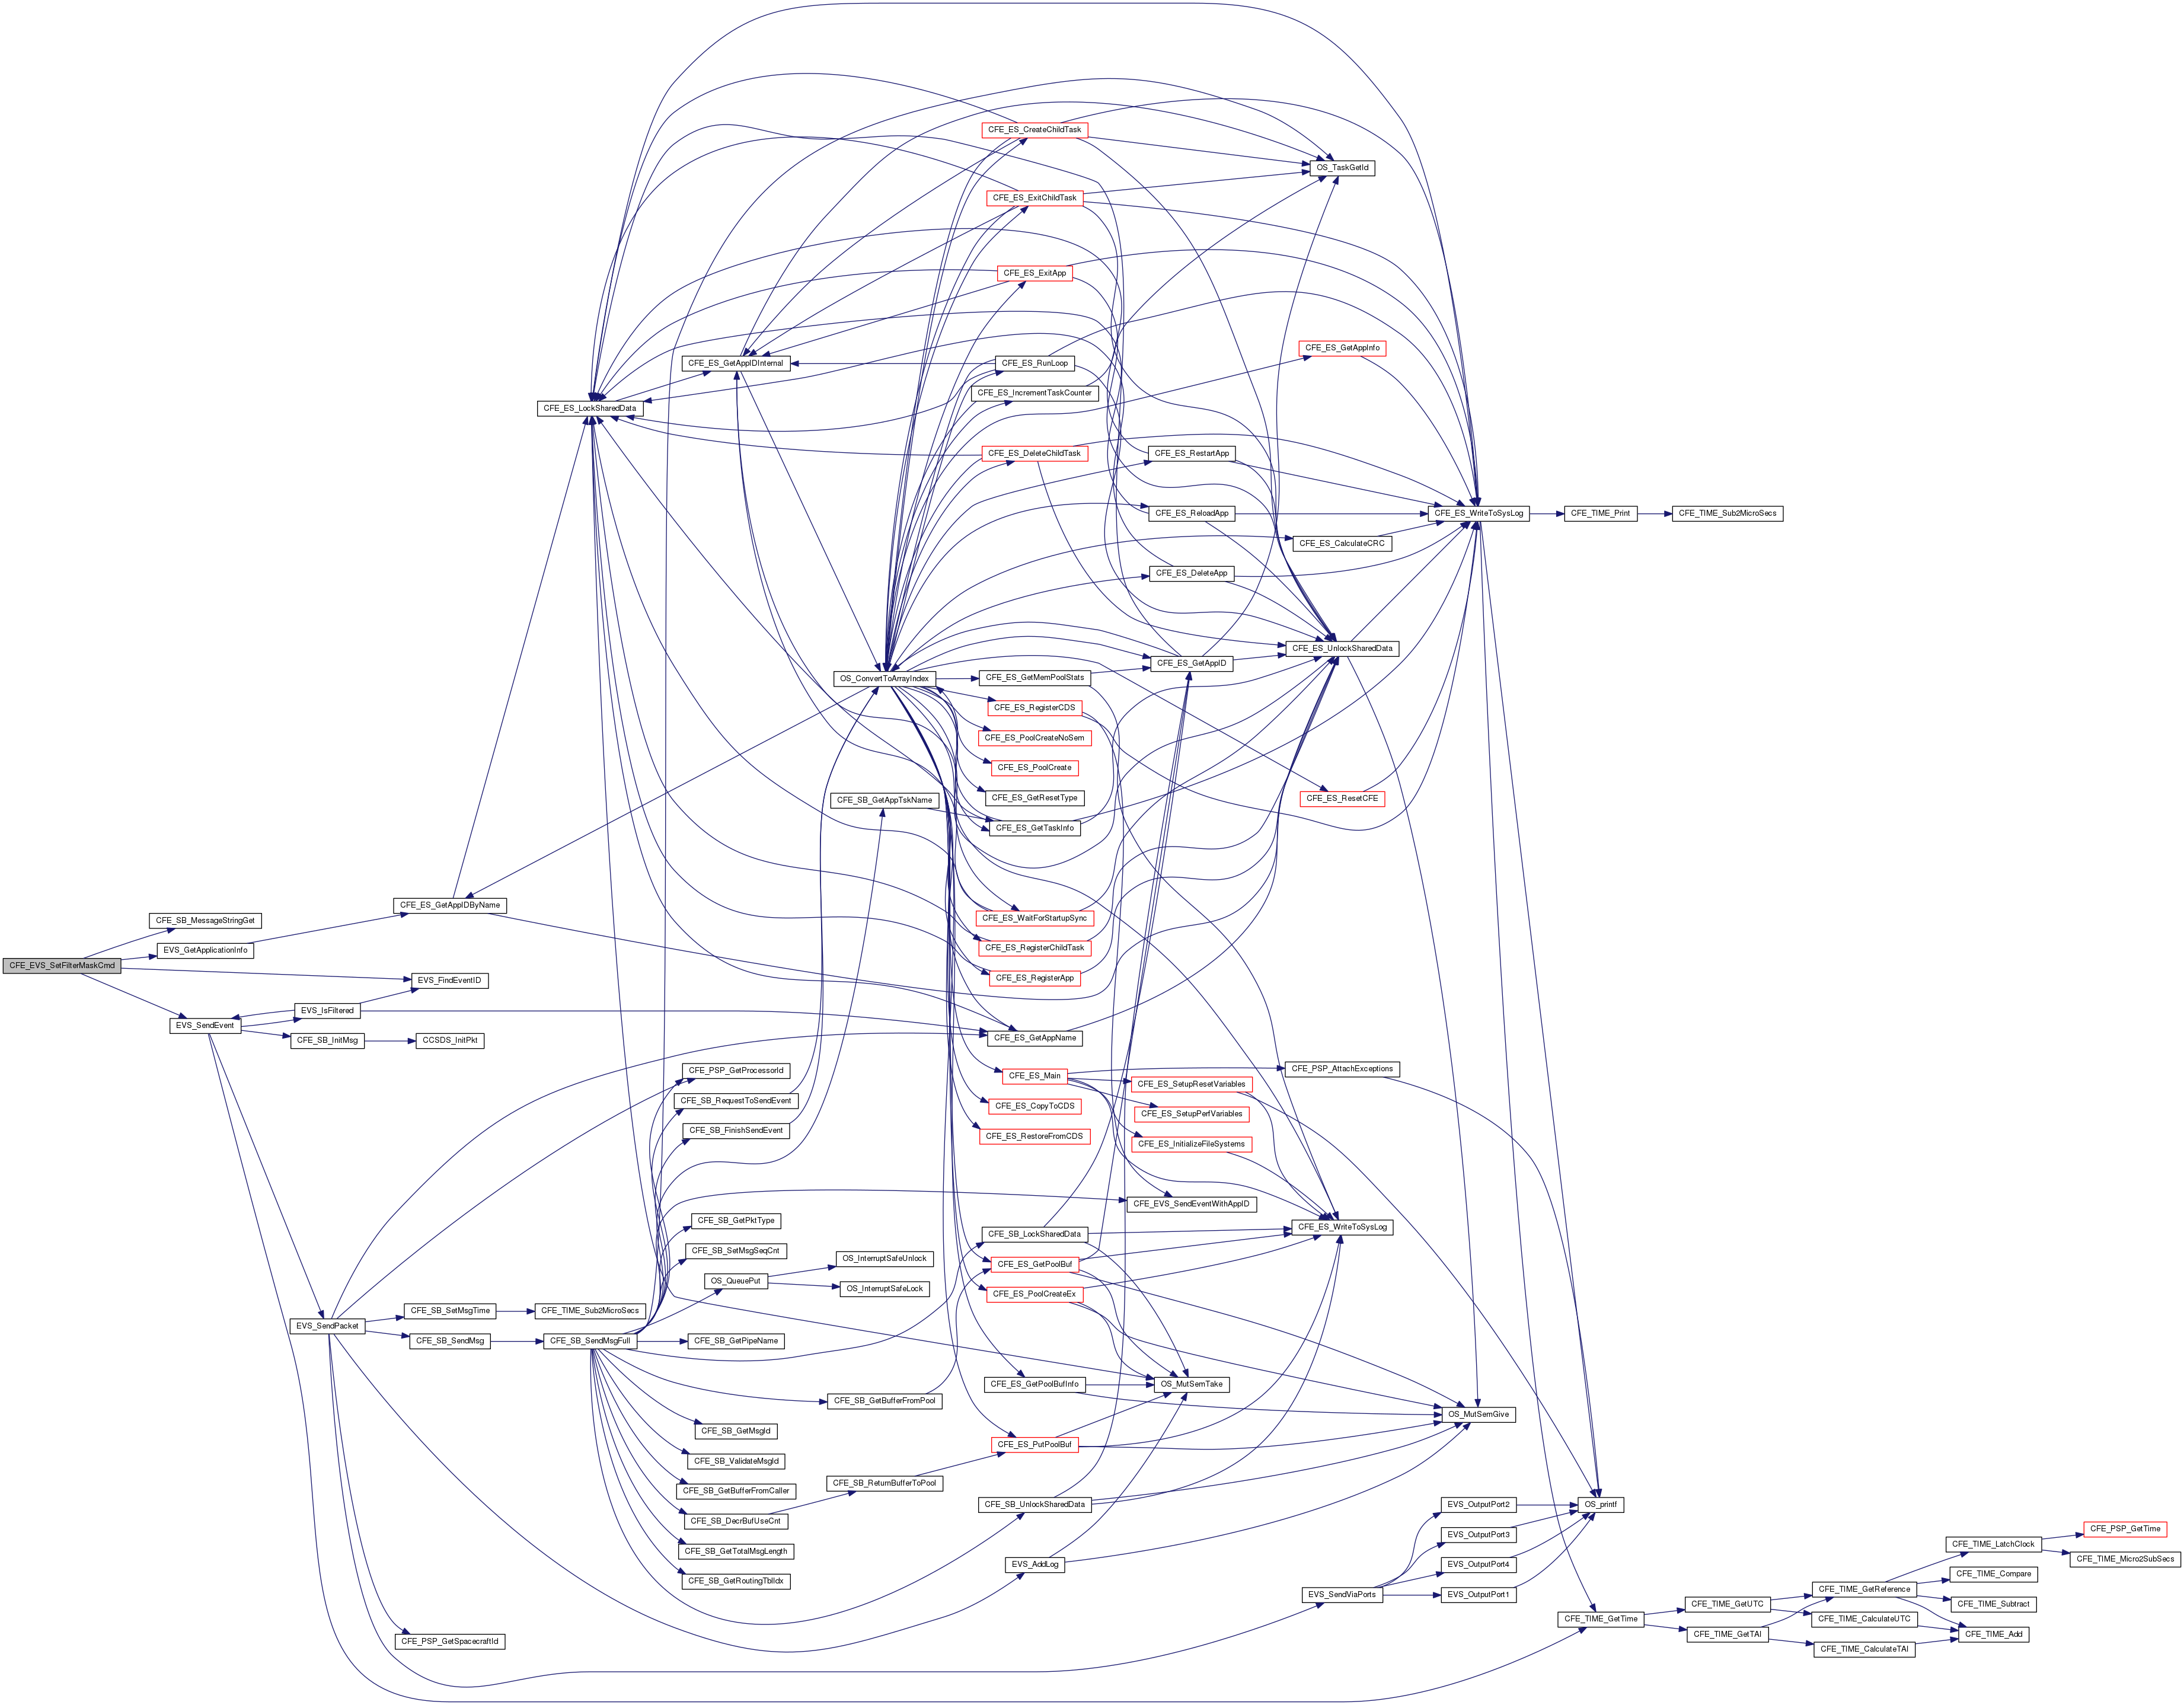 CFE_EVS_SetFilterMaskCmd
CFE_SB_MessageStringGet
EVS_GetApplicationInfo
EVS_FindEventID
EVS_SendEvent
EVS_IsFiltered
CFE_SB_InitMsg
CCSDS_InitPkt
EVS_SendPacket
CFE_ES_GetAppIDByName
CFE_SB_SetMsgTime
CFE_SB_SendMsg
CFE_PSP_GetSpacecraftId
CFE_TIME_Sub2MicroSecs
CFE_SB_SendMsgFull
CFE_ES_LockSharedData
CFE_ES_GetAppIDInternal
CFE_PSP_GetProcessorId
CFE_SB_RequestToSendEvent
CFE_SB_FinishSendEvent
CFE_SB_GetPktType
CFE_SB_SetMsgSeqCnt
OS_QueuePut
CFE_SB_GetPipeName
CFE_SB_GetMsgId
CFE_SB_ValidateMsgId
CFE_SB_GetBufferFromCaller
CFE_SB_DecrBufUseCnt
CFE_SB_GetTotalMsgLength
CFE_SB_GetRoutingTblIdx
OS_ConvertToArrayIndex
CFE_SB_GetAppTskName
OS_InterruptSafeUnlock
OS_InterruptSafeLock
CFE_SB_GetBufferFromPool
CFE_SB_ReturnBufferToPool
CFE_ES_CreateChildTask
CFE_ES_ExitChildTask
CFE_ES_ExitApp
CFE_ES_RunLoop
CFE_ES_IncrementTaskCounter
CFE_ES_DeleteChildTask
CFE_ES_GetMemPoolStats
CFE_ES_RegisterCDS
CFE_ES_PoolCreateNoSem
CFE_ES_PoolCreate
CFE_ES_GetResetType
CFE_ES_GetTaskInfo
CFE_ES_WaitForStartupSync
CFE_ES_RegisterChildTask
CFE_ES_RegisterApp
CFE_ES_GetAppName
CFE_ES_Main
CFE_ES_CopyToCDS
CFE_ES_RestoreFromCDS
CFE_SB_LockSharedData
CFE_ES_GetPoolBuf
CFE_ES_PoolCreateEx
CFE_ES_GetPoolBufInfo
CFE_ES_PutPoolBuf
CFE_SB_UnlockSharedData
EVS_AddLog
CFE_ES_RestartApp
CFE_ES_ReloadApp
CFE_ES_DeleteApp
CFE_ES_GetAppID
CFE_ES_SetupResetVariables
CFE_ES_SetupPerfVariables
CFE_ES_InitializeFileSystems
CFE_EVS_SendEventWithAppID
OS_MutSemTake
OS_TaskGetId
CFE_ES_GetAppInfo
CFE_ES_CalculateCRC
CFE_ES_UnlockSharedData
CFE_ES_ResetCFE
CFE_PSP_AttachExceptions
CFE_ES_WriteToSysLog
EVS_SendViaPorts
CFE_ES_WriteToSysLog
OS_MutSemGive
EVS_OutputPort2
EVS_OutputPort3
EVS_OutputPort4
EVS_OutputPort1
CFE_TIME_Print
CFE_TIME_Sub2MicroSecs
OS_printf
CFE_TIME_GetTime
CFE_TIME_GetUTC
CFE_TIME_GetTAI
CFE_TIME_GetReference
CFE_TIME_CalculateUTC
CFE_TIME_CalculateTAI
CFE_TIME_LatchClock
CFE_TIME_Compare
CFE_TIME_Subtract
CFE_TIME_Add
CFE_PSP_GetTime
CFE_TIME_Micro2SubSecs